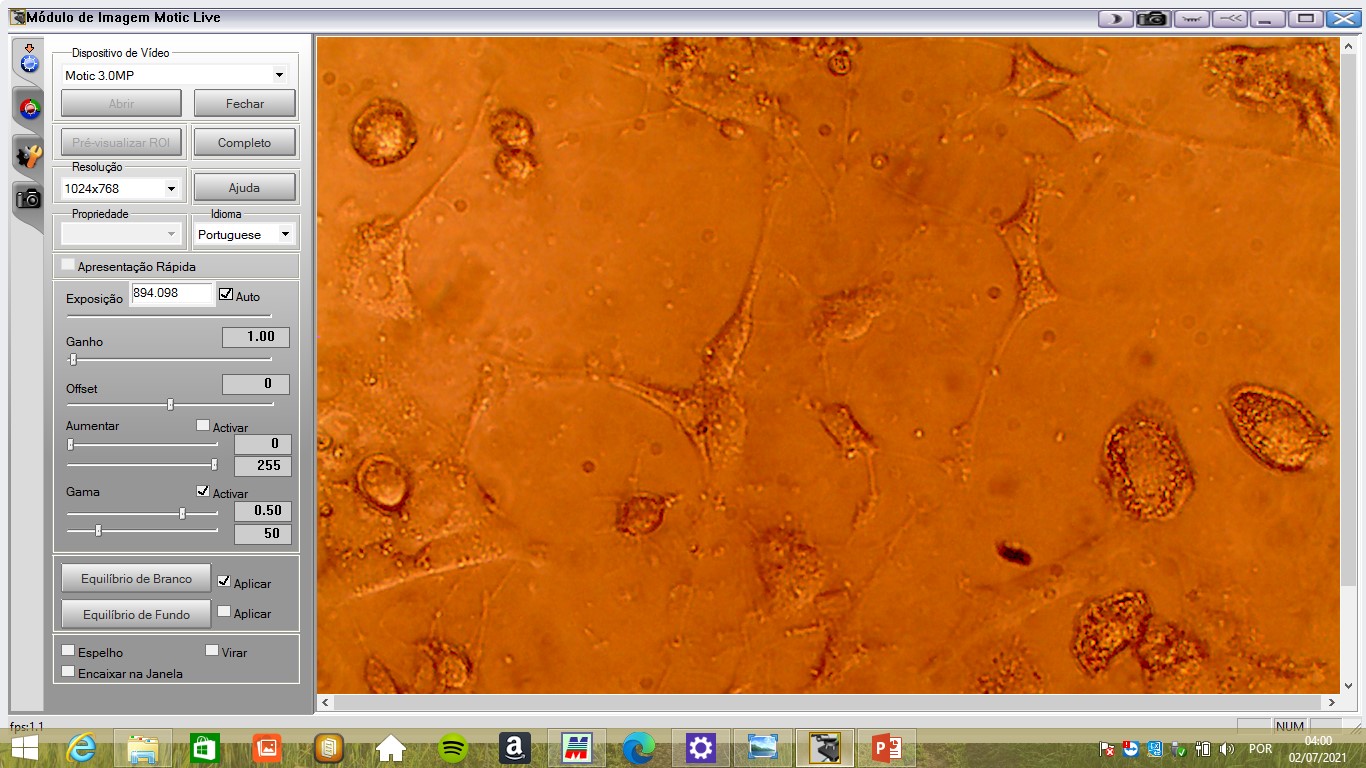 Módulo de Imagem Motic Live
Dispositivo de Vídeo
Motic 3.0MP
Abrir Fechar
Pré-visualizar ROI Completo
Resolução
1024x768 Ajuda
Propriedade Idioma
Portuguese
Apresentação Rápida
Exposição 894.098 Auto
Ganho 1.00
Offset 0
Aumentar Activar
0
255
Gama Activar
0.50
50
Equilíbrio de Branco Aplicar
Equilíbrio de Fundo Aplicar
Espelho Virar
Encaixar na Janela
fps:1.1 NUM
POR 04:00
02/07/2021